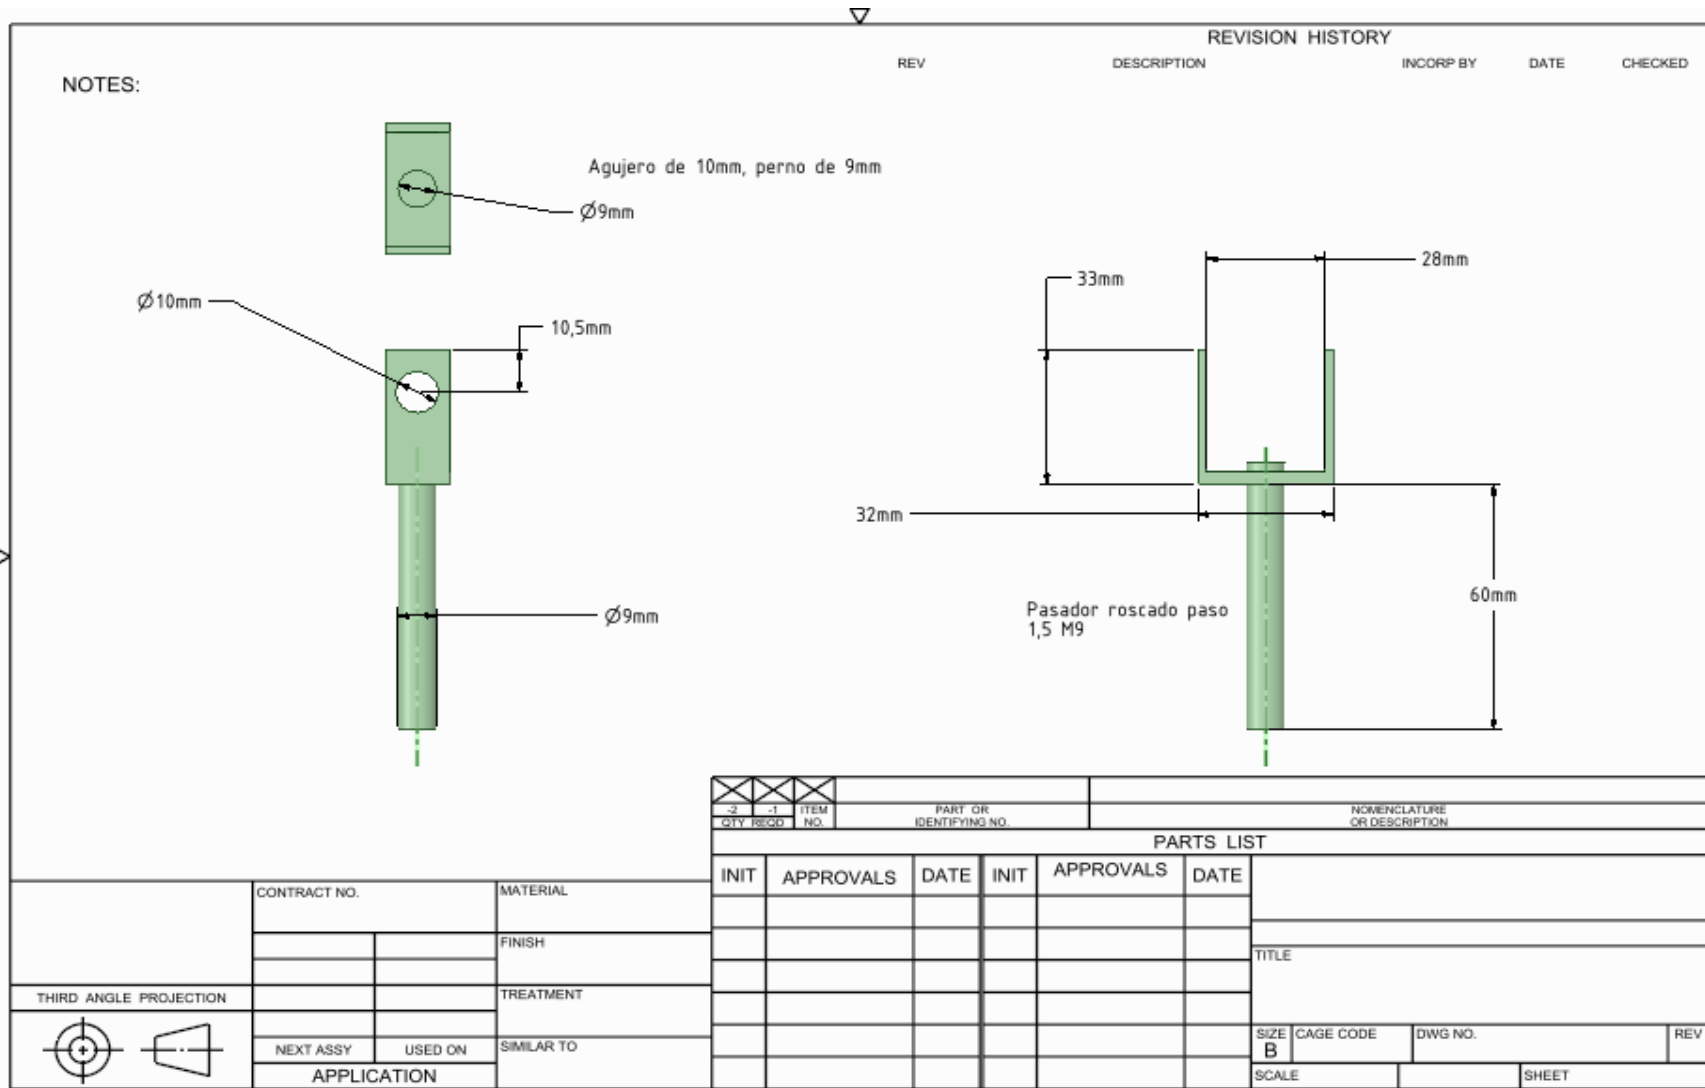 REVISION HISTORY
REV DESCRIPTION INCORP BY DATE CHECKED
NOTES:
Agujero de 10mm, perno de 9mm
Ø9mm
Ø10mm
10,5mm
33mm
28mm
32mm
60mm
Pasador roscado paso
1,5 M9
Ø9mm
-2 -1 ITEM NO.
QTY REQD
PART OR
IDENTIFYING NO.
NOMENCLATURE
OR DESCRIPTION
PARTS LIST
INIT APPROVALS DATE INIT APPROVALS DATE
CONTRACT NO.
MATERIAL
FINISH
TITLE
THIRD ANGLE PROJECTION
TREATMENT
SIZE CAGE CODE DWG NO. REV
B
NEXT ASSY USED ON
SIMILAR TO
APPLICATION
SCALE SHEET